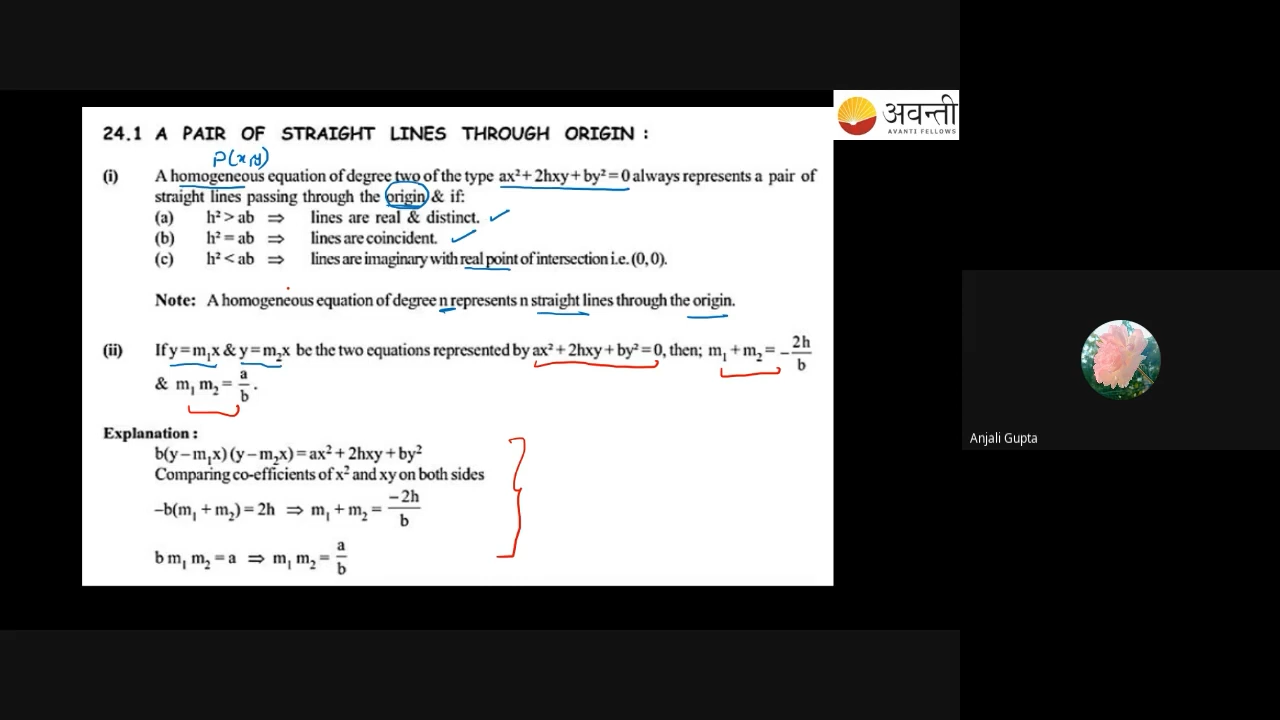 अवन्ती
AVANTI FELLOWS
24.1 A PAIR OF STRAIGHT LINES THROUGH ORIGIN :
P(x,y)
(i) A homogeneous equation of degree two of the type ax² + 2hxy + by² = 0 always represents a pair of
straight lines passing through the origin & if:
(a) h² > ab ⇒ lines are real & distinct.
(b) h² = ab ⇒ lines are coincident.
(c) h² < ab ⇒ lines are imaginary with real point of intersection i.e. (0, 0).
Note: A homogeneous equation of degree n represents n straight lines through the origin.
(ii) If y = m₁x & y = m₂x be the two equations represented by ax² + 2hxy + by² = 0, then; m₁ + m₂ = − 2h/b
& m₁ m₂ = a/b .
Explanation :
b(y − m₁x) (y − m₂x) = ax² + 2hxy + by²
Comparing co-efficients of x² and xy on both sides
−b(m₁ + m₂) = 2h ⇒ m₁ + m₂ = −2h/b
b m₁ m₂ = a ⇒ m₁ m₂ = a/b
Anjali Gupta